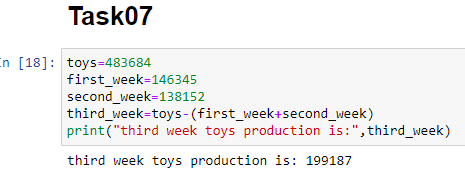 Task07
n [18]:
toys=483684
first_week=146345
second_week=138152
third_week=toys-(first_week+second_week)
print("third week toys production is:",third_week)
third week toys production is: 199187